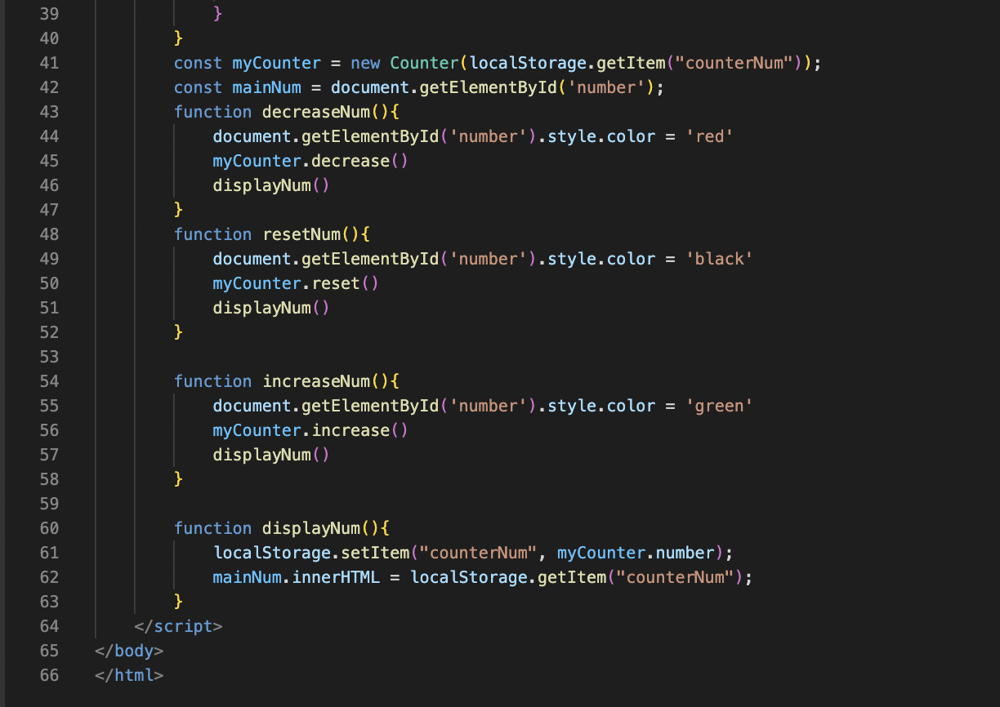 39 }
40 }
41 const myCounter = new Counter(localStorage.getItem("counterNum"));
42 const mainNum = document.getElementById('number');
43 function decreaseNum(){
44 document.getElementById('number').style.color = 'red'
45 myCounter.decrease()
46 displayNum()
47 }
48 function resetNum(){
49 document.getElementById('number').style.color = 'black'
50 myCounter.reset()
51 displayNum()
52 }
53
54 function increaseNum(){
55 document.getElementById('number').style.color = 'green'
56 myCounter.increase()
57 displayNum()
58 }
59
60 function displayNum(){
61 localStorage.setItem("counterNum", myCounter.number);
62 mainNum.innerHTML = localStorage.getItem("counterNum");
63 }
64 </script>
65 </body>
66 </html>